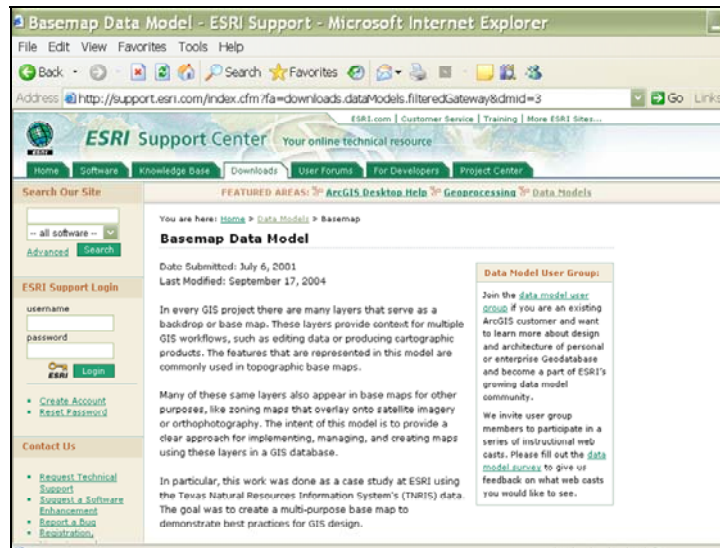 Basemap Data Model - ESRI Support - Microsoft Internet Explorer
File Edit View Favorites Tools Help
Back Search Favorites
Address http://support.esri.com/index.cfm?fa=downloads.dataModels.filteredGateway&dmid=3 Go Links
ESRI.com | Customer Service | Training | More ESRI Sites...
ESRI Support Center Your online technical resource
Home Software Knowledge Base Downloads User Forums For Developers Project Center
Search Our Site
FEATURED AREAS: ArcGIS Desktop Help Geoprocessing Data Models
-- all software --
Advanced Search
ESRI Support Login
username
password
ESRI Login
Create Account
Reset Password
Contact Us
Request Technical
Support
Suggest a Software
Enhancement
Report a Bug
Registration,
You are here: Home > Data Models > Basemap
Basemap Data Model
Date Submitted: July 6, 2001
Last Modified: September 17, 2004
In every GIS project there are many layers that serve as a
backdrop or base map. These layers provide context for multiple
GIS workflows, such as editing data or producing cartographic
products. The features that are represented in this model are
commonly used in topographic base maps.
Many of these same layers also appear in base maps for other
purposes, like zoning maps that overlay onto satellite imagery
or orthophotography. The intent of this model is to provide a
clear approach for implementing, managing, and creating maps
using these layers in a GIS database.
In particular, this work was done as a case study at ESRI using
the Texas Natural Resources Information System's (TNRIS) data.
The goal was to create a multi-purpose base map to
demonstrate best practices for GIS design.
Data Model User Group:
Join the data model user
group if you are an existing
ArcGIS customer and want
to learn more about design
and architecture of personal
or enterprise Geodatabase
and become a part of ESRI's
growing data model
community.
We invite user group
members to participate in a
series of instructional web
casts. Please fill out the data
model survey to give us
feedback on what web casts
you would like to see.